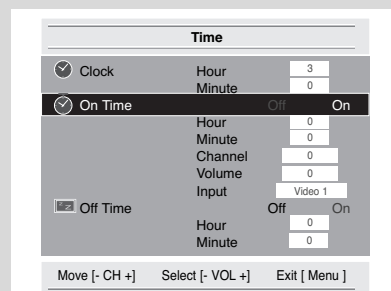 Time
Clock Hour 3
Minute 0
On Time Off On
Hour 0
Minute 0
Channel 0
Volume 0
Input Video 1
Off Time Off On
Hour 0
Minute 0
Move [- CH +] Select [- VOL +] Exit [ Menu ]